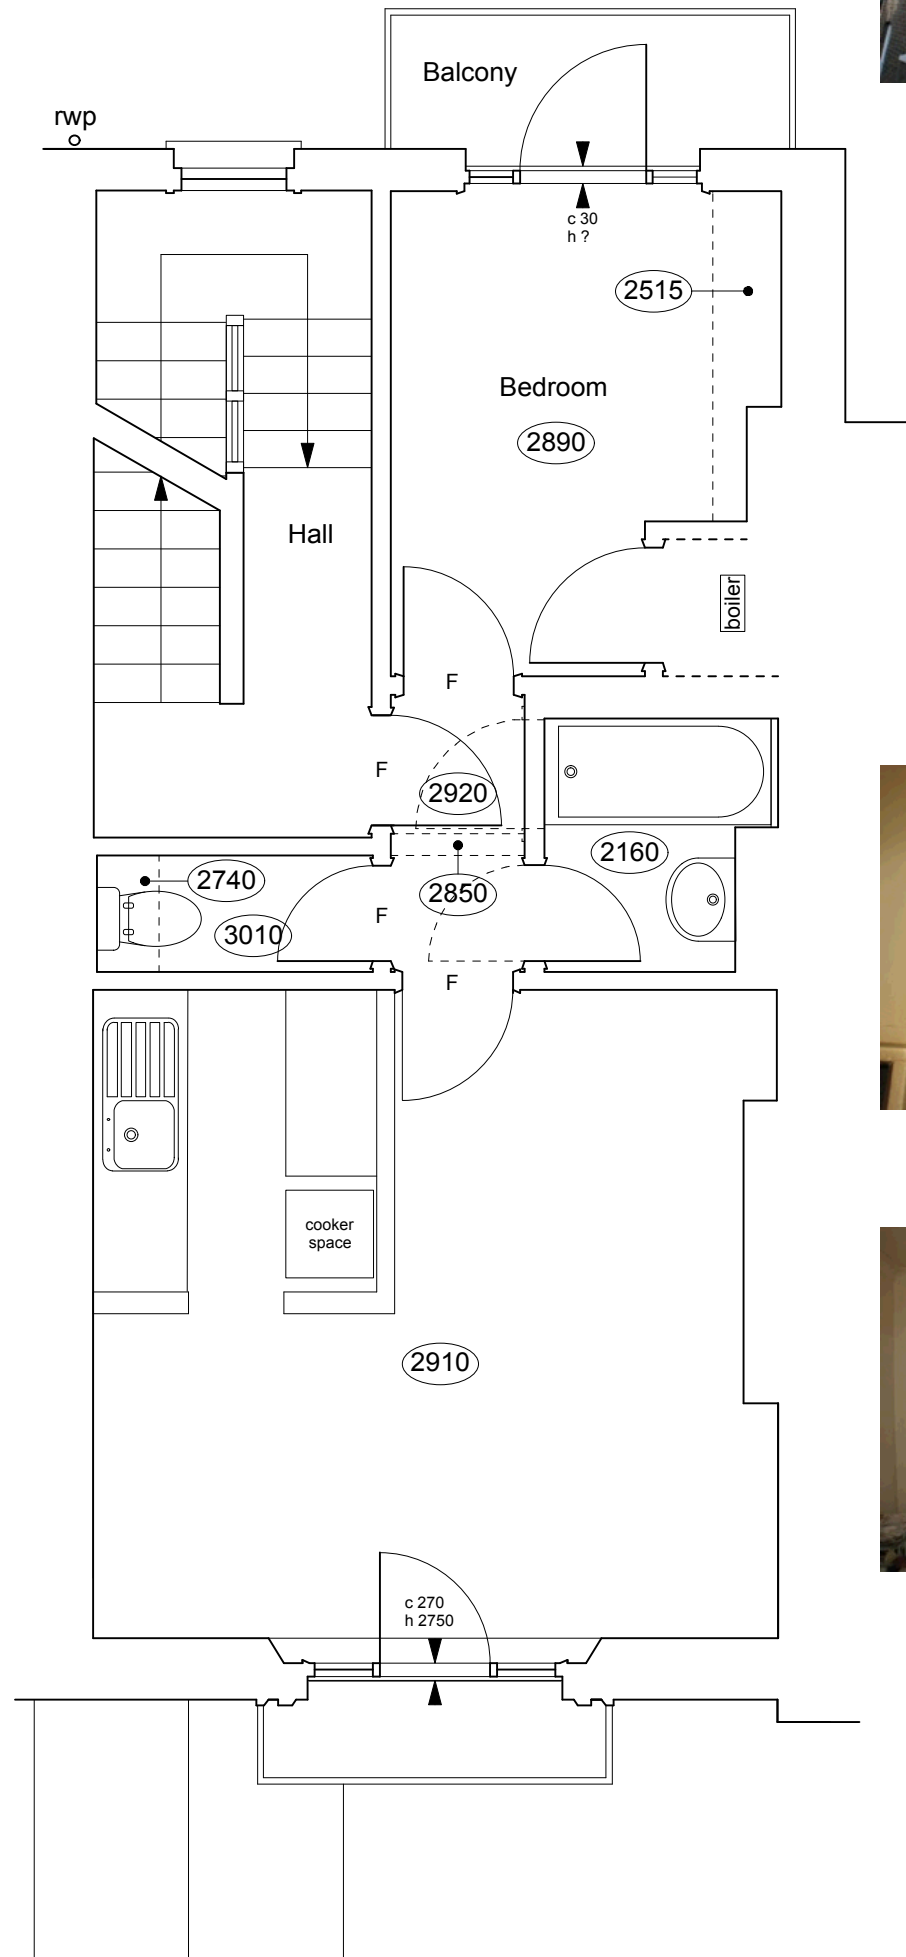 Balcony
rwp
c 30
h ?
2515
Bedroom
2890
Hall
boiler
F
F
2920
2160
2740
2850
3010
F
F
cooker
space
2910
c 270
h 2750